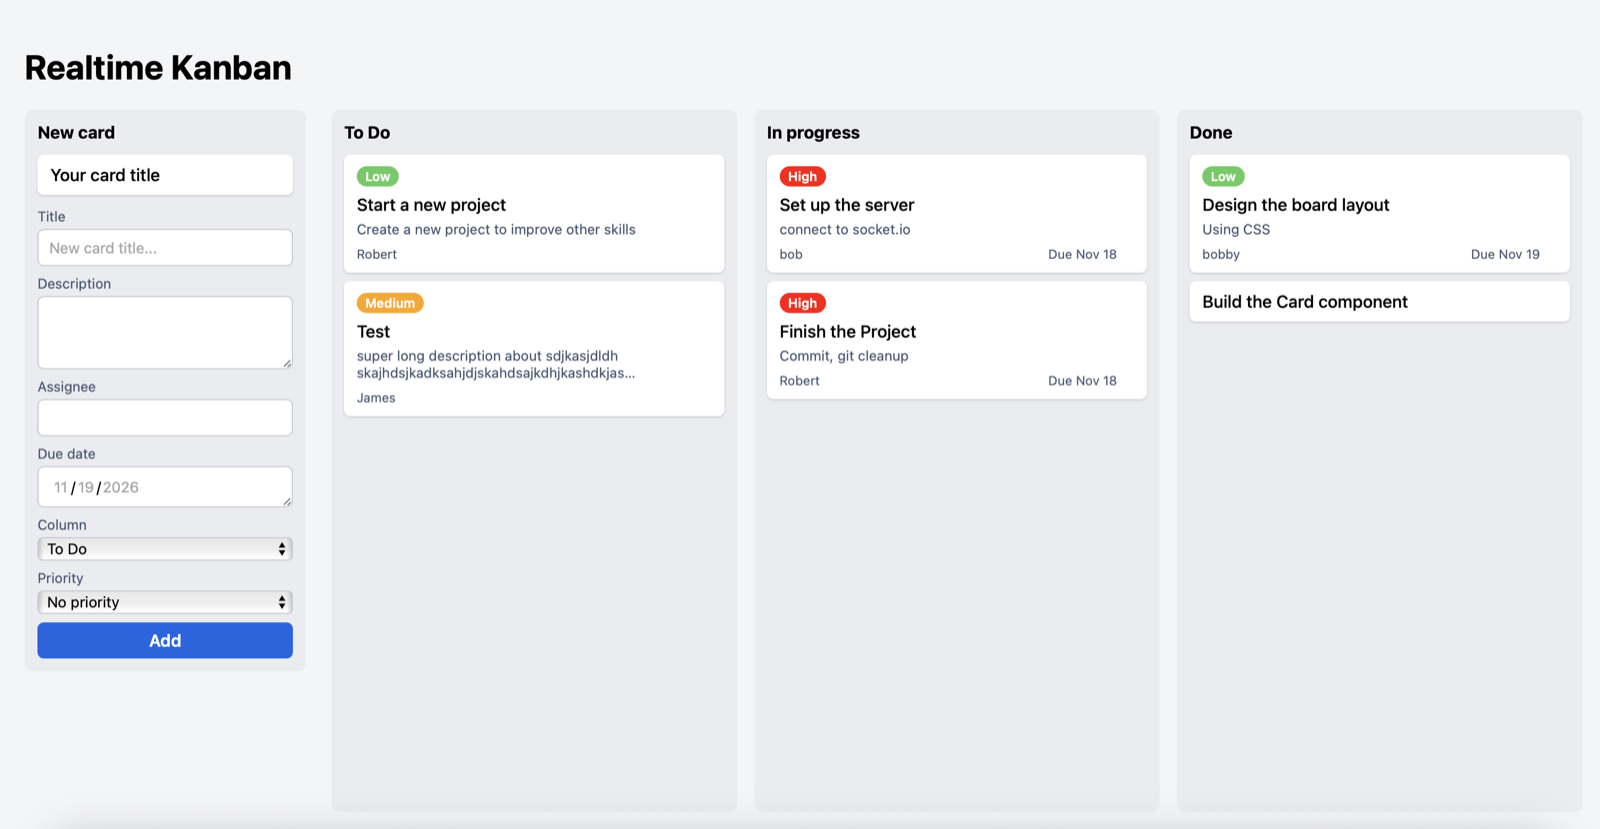 Realtime Kanban
New card
Your card title
Title
New card title...
Description
Assignee
Due date
11/19/2026
Column
To Do
Priority
No priority
Add
To Do
Low
Start a new project
Create a new project to improve other skills
Robert
Medium
Test
super long description about sdjkasjdldh
skajhdsjkadksahjdjskahdsajkdhjkashdkjas...
James
In progress
High
Set up the server
connect to socket.io
bob Due Nov 18
High
Finish the Project
Commit, git cleanup
Robert Due Nov 18
Done
Low
Design the board layout
Using CSS
bobby Due Nov 19
Build the Card component